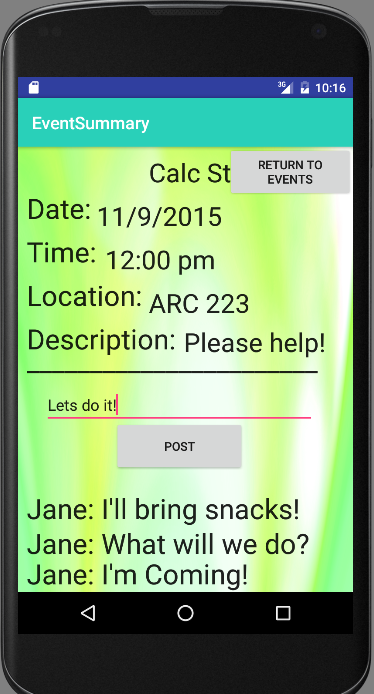 3G 10:16
EventSummary
Calc St
RETURN TO
EVENTS
Date: 11/9/2015
Time: 12:00 pm
Location: ARC 223
Description: Please help!
Lets do it!
POST
Jane: I'll bring snacks!
Jane: What will we do?
Jane: I'm Coming!